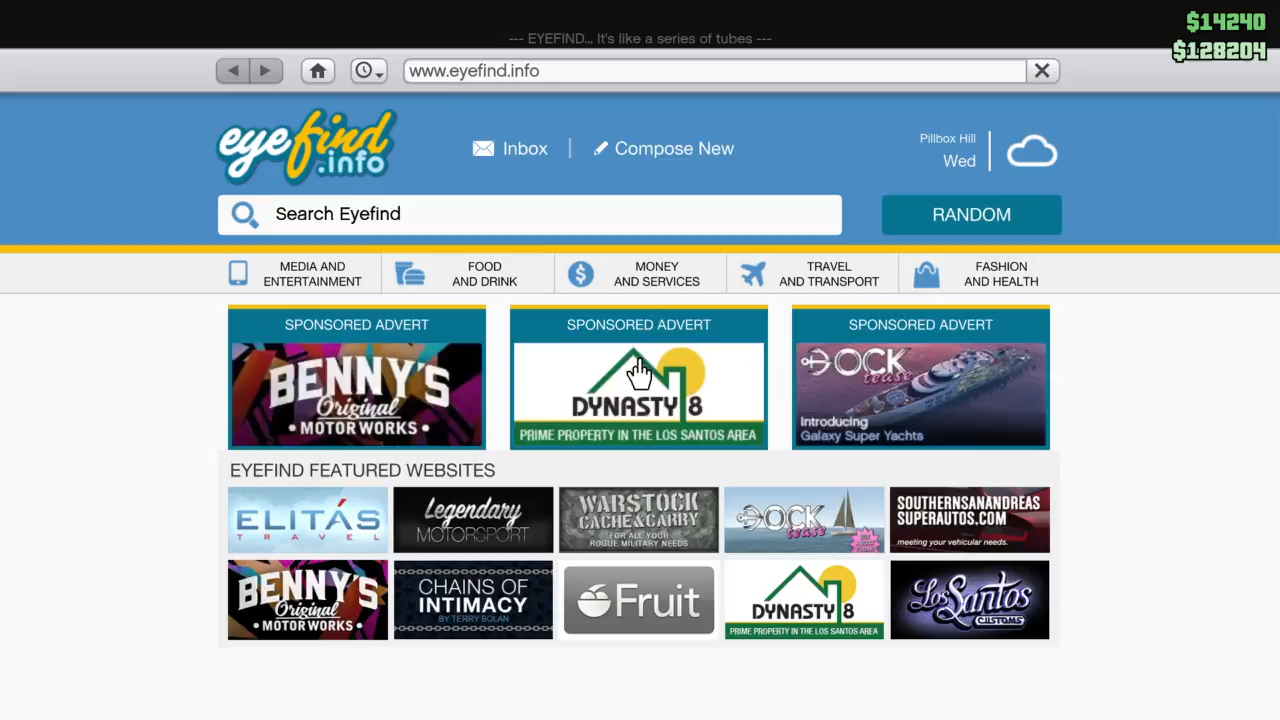 $14240
--- EYEFIND... It's like a series of tubes ---
$128204
www.eyefind.info
eyefind
.info
Inbox
Compose New
Pillbox Hill
Wed
Search Eyefind
RANDOM
MEDIA AND
ENTERTAINMENT
FOOD
AND DRINK
MONEY
AND SERVICES
TRAVEL
AND TRANSPORT
FASHION
AND HEALTH
SPONSORED ADVERT
BENNY'S
Original
• MOTORWORKS •
SPONSORED ADVERT
DYNASTY 8
PRIME PROPERTY IN THE LOS SANTOS AREA
SPONSORED ADVERT
DOCK
tease
Introducing
Galaxy Super Yachts
EYEFIND FEATURED WEBSITES
ELITÁS
TRAVEL
Legendary
MOTORSPORT
WARSTOCK
CACHE & CARRY
FOR ALL YOUR
ROGUE MILITARY NEEDS
DOCK
tease
SOUTHERNSANANDREAS
SUPERAUTOS.COM
meeting your vehicular needs.
BENNY'S
Original
• MOTORWORKS •
CHAINS OF
INTIMACY
BY TERRY BOLAN
Fruit
DYNASTY 8
PRIME PROPERTY IN THE LOS SANTOS AREA
Los Santos
CUSTOMS